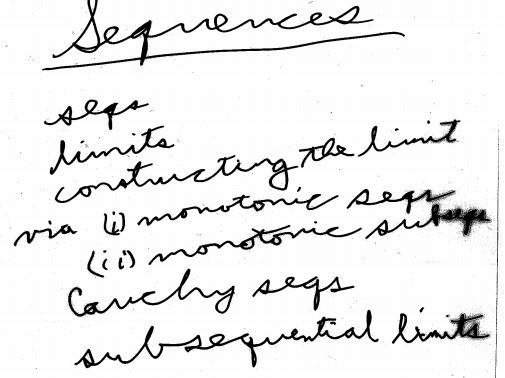 Sequences
seqs
limits
constructing the limit
via (i) monotonic seqs
(ii) monotonic subseqs
Cauchy seqs
subsequential limits